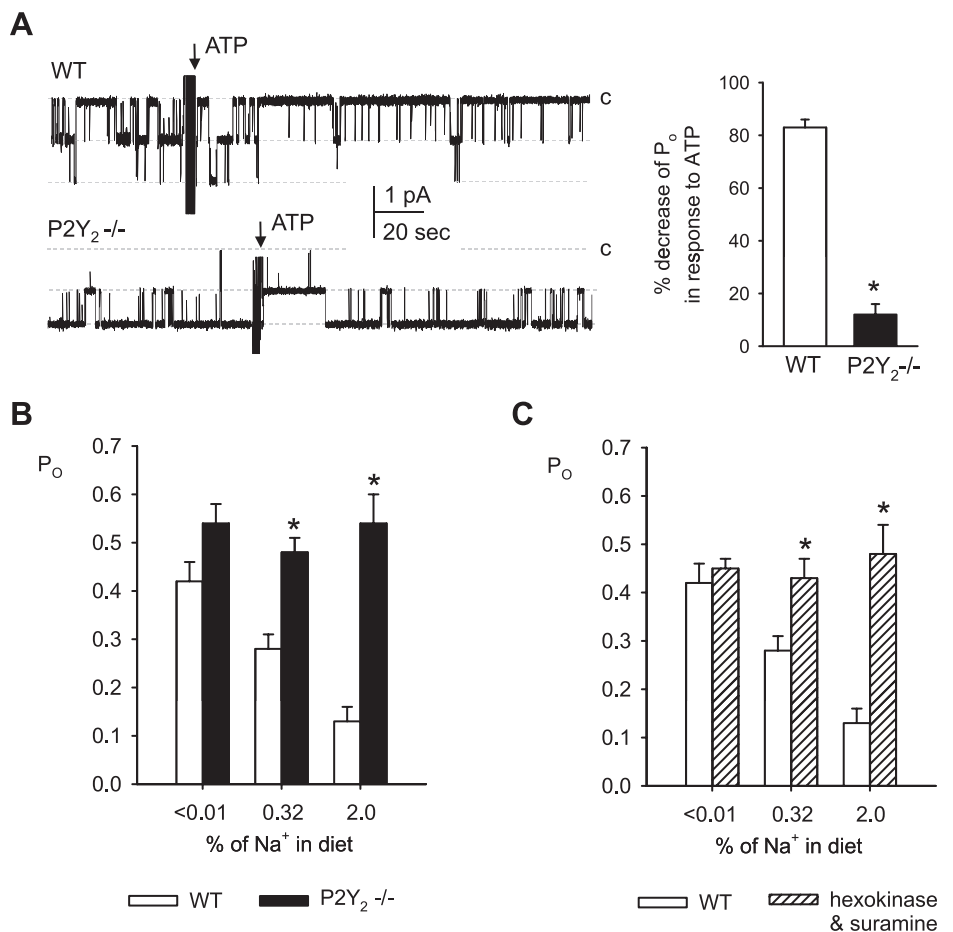 A
ATP
WT
c
1 pA
20 sec
P2Y₂ -/-
ATP
c
% decrease of Pₒ
in response to ATP
100
80
60
40
20
0
*
WT
P2Y₂-/-
B
P_O
0.7
0.6
0.5
0.4
0.3
0.2
0.1
0.0
*
*
<0.01
0.32
2.0
% of Na⁺ in diet
WT
P2Y₂ -/-
C
P_O
0.7
0.6
0.5
0.4
0.3
0.2
0.1
0.0
*
*
<0.01
0.32
2.0
% of Na⁺ in diet
WT
hexokinase
& suramine